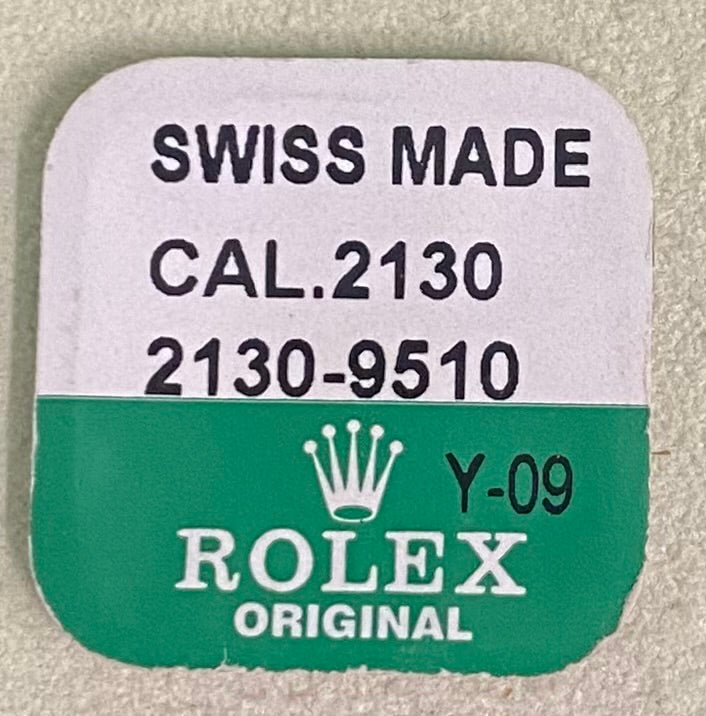 SWISS MADE
CAL.2130
2130-9510
Y-09
ROLEX
ORIGINAL